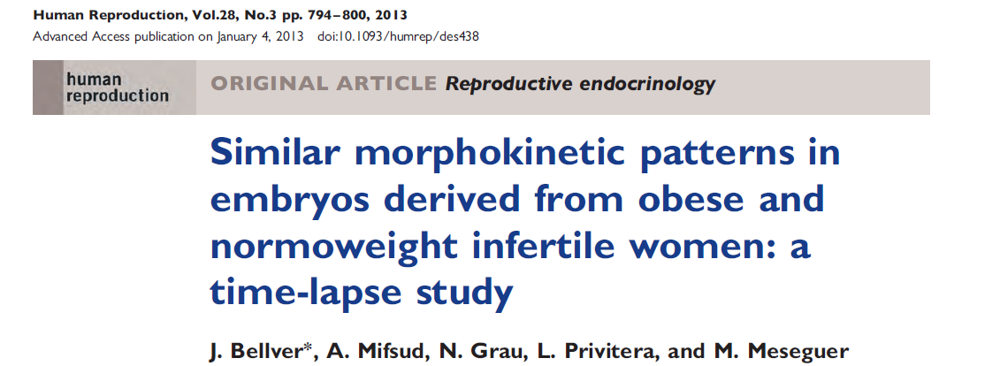 Human Reproduction, Vol.28, No.3 pp. 794–800, 2013
Advanced Access publication on January 4, 2013 doi:10.1093/humrep/des438
human
reproduction
ORIGINAL ARTICLE Reproductive endocrinology
Similar morphokinetic patterns in
embryos derived from obese and
normoweight infertile women: a
time-lapse study
J. Bellver*, A. Mifsud, N. Grau, L. Privitera, and M. Meseguer